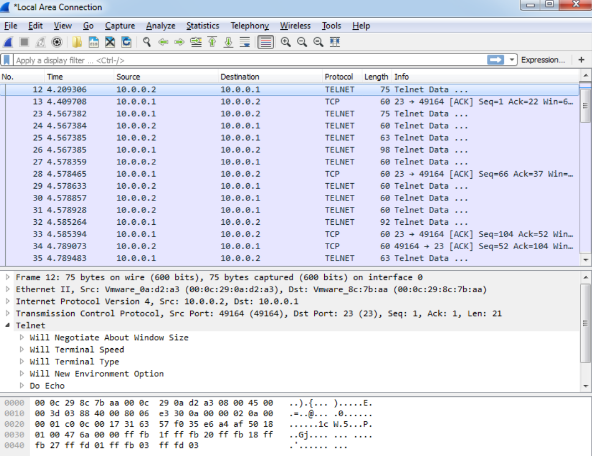 *Local Area Connection
File Edit View Go Capture Analyze Statistics Telephony Wireless Tools Help
Apply a display filter ... <Ctrl-/> Expression... +
No. Time Source Destination Protocol Length Info
12 4.209306 10.0.0.2 10.0.0.1 TELNET 75 Telnet Data ...
13 4.409708 10.0.0.1 10.0.0.2 TCP 60 23 → 49164 [ACK] Seq=1 Ack=22 Win=6…
23 4.567382 10.0.0.1 10.0.0.2 TELNET 75 Telnet Data ...
24 4.567384 10.0.0.2 10.0.0.1 TELNET 60 Telnet Data ...
25 4.567385 10.0.0.1 10.0.0.2 TELNET 63 Telnet Data ...
26 4.567385 10.0.0.2 10.0.0.1 TELNET 98 Telnet Data ...
27 4.578359 10.0.0.2 10.0.0.1 TELNET 60 Telnet Data ...
28 4.578465 10.0.0.1 10.0.0.2 TCP 60 23 → 49164 [ACK] Seq=66 Ack=37 Win=…
29 4.578633 10.0.0.2 10.0.0.1 TELNET 60 Telnet Data ...
30 4.578857 10.0.0.1 10.0.0.2 TELNET 60 Telnet Data ...
31 4.578928 10.0.0.2 10.0.0.1 TELNET 60 Telnet Data ...
32 4.585264 10.0.0.1 10.0.0.2 TELNET 92 Telnet Data ...
33 4.585394 10.0.0.1 10.0.0.2 TCP 60 23 → 49164 [ACK] Seq=104 Ack=52 Win…
34 4.789073 10.0.0.2 10.0.0.1 TCP 60 49164 → 23 [ACK] Seq=52 Ack=104 Win…
35 4.789483 10.0.0.1 10.0.0.2 TELNET 63 Telnet Data ...
Frame 12: 75 bytes on wire (600 bits), 75 bytes captured (600 bits) on interface 0
Ethernet II, Src: Vmware_0a:d2:a3 (00:0c:29:0a:d2:a3), Dst: Vmware_8c:7b:aa (00:0c:29:8c:7b:aa)
Internet Protocol Version 4, Src: 10.0.0.2, Dst: 10.0.0.1
Transmission Control Protocol, Src Port: 49164 (49164), Dst Port: 23 (23), Seq: 1, Ack: 1, Len: 21
Telnet
Will Negotiate About Window Size
Will Terminal Speed
Will Terminal Type
Will New Environment Option
Do Echo
0000 00 0c 29 8c 7b aa 00 0c 29 0a d2 a3 08 00 45 00 ..).{... ).....E.
0010 00 3d 03 88 40 00 80 06 e3 30 0a 00 00 02 0a 00 .=..@... .0......
0020 00 01 c0 0c 00 17 31 63 57 f0 35 e6 a4 af 50 18 ......1c W.5...P.
0030 01 00 47 6a 00 00 ff fb 1f ff fb 20 ff fb 18 ff ..Gj.... ... ....
0040 fb 27 ff fd 01 ff fb 03 ff fd 03 .'...... ...